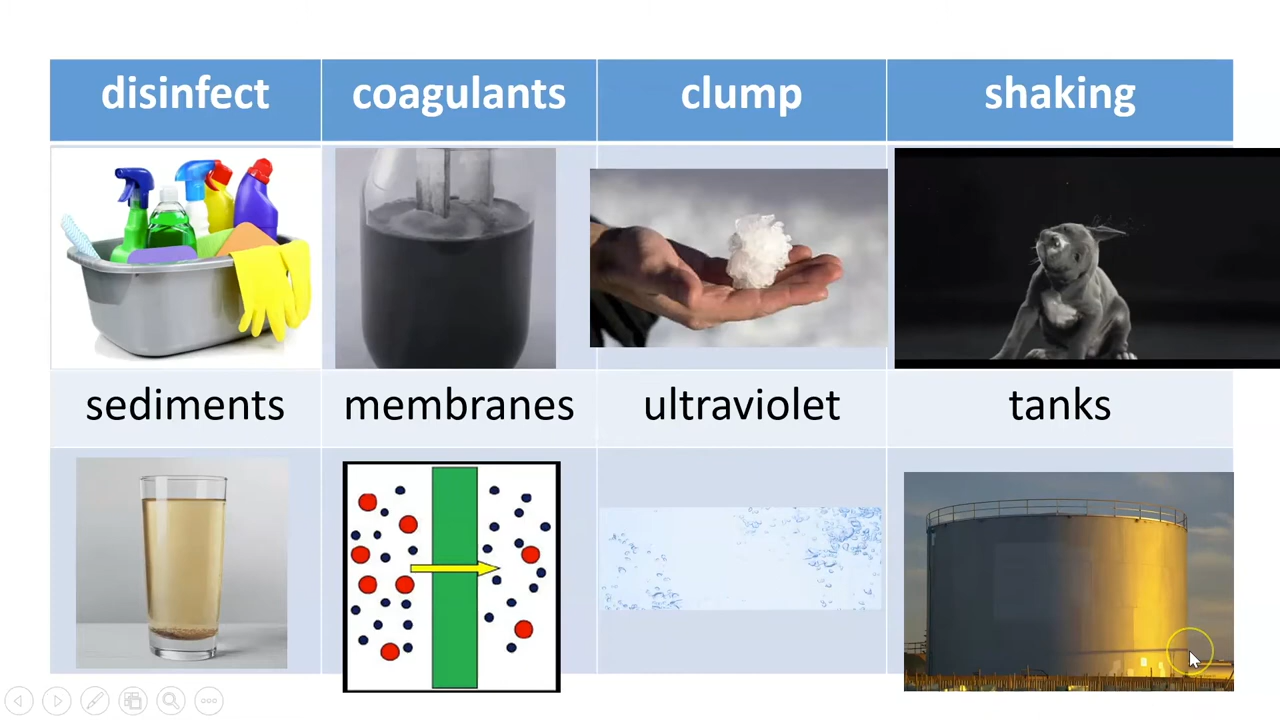 disinfect coagulants clump shaking
sediments membranes ultraviolet tanks